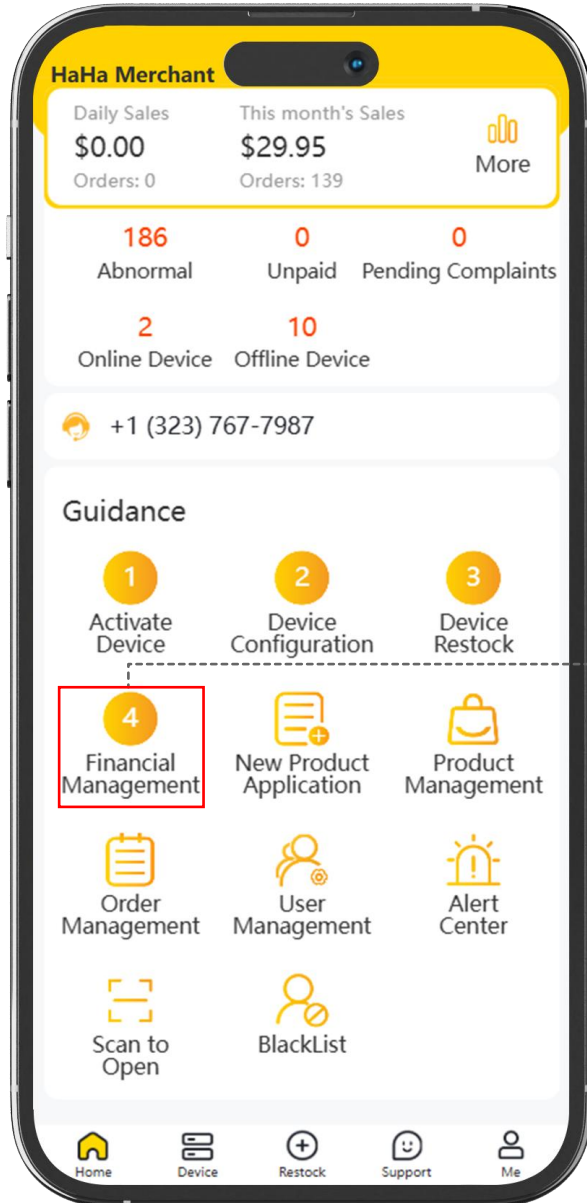 HaHa Merchant
Daily Sales This month's Sales
$0.00 $29.95 More
Orders: 0 Orders: 139
186 0 0
Abnormal Unpaid Pending Complaints
2 10
Online Device Offline Device
+1 (323) 767-7987
Guidance
1 2 3
Activate Device Device
Device Configuration Restock
4
Financial New Product Product
Management Application Management
Order User Alert
Management Management Center
Scan to BlackList
Open
Home Device Restock Support Me